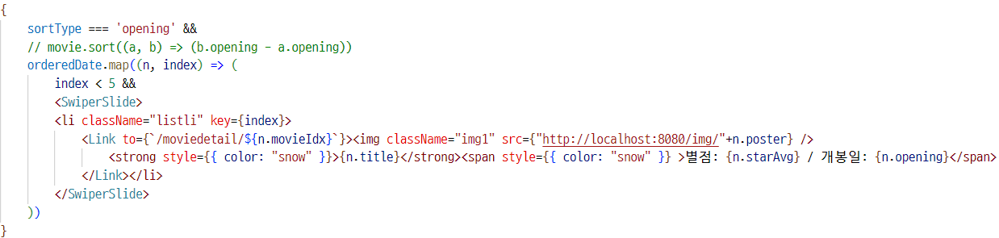 {
sortType === 'opening' &&
// movie.sort((a, b) => (b.opening - a.opening))
orderedDate.map((n, index) => (
index < 5 &&
<SwiperSlide>
<li className="listli" key={index}>
<Link to={`/moviedetail/${n.movieIdx}`}><img className="img1" src={"http://localhost:8080/img/"+n.poster} />
<strong style={{ color: "snow" }}>{n.title}</strong><span style={{ color: "snow" }} >별점: {n.starAvg} / 개봉일: {n.opening}</span>
</Link></li>
</SwiperSlide>
))
}